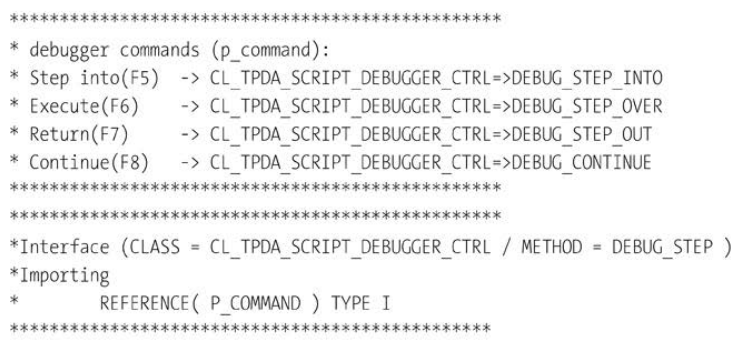 *************************************************
* debugger commands (p_command):
* Step into(F5)  -> CL_TPDA_SCRIPT_DEBUGGER_CTRL=>DEBUG_STEP_INTO
* Execute(F6)    -> CL_TPDA_SCRIPT_DEBUGGER_CTRL=>DEBUG_STEP_OVER
* Return(F7)     -> CL_TPDA_SCRIPT_DEBUGGER_CTRL=>DEBUG_STEP_OUT
* Continue(F8)   -> CL_TPDA_SCRIPT_DEBUGGER_CTRL=>DEBUG_CONTINUE
*************************************************
*************************************************
*Interface (CLASS = CL_TPDA_SCRIPT_DEBUGGER_CTRL / METHOD = DEBUG_STEP )
*Importing
*        REFERENCE( P_COMMAND ) TYPE I
************************************************